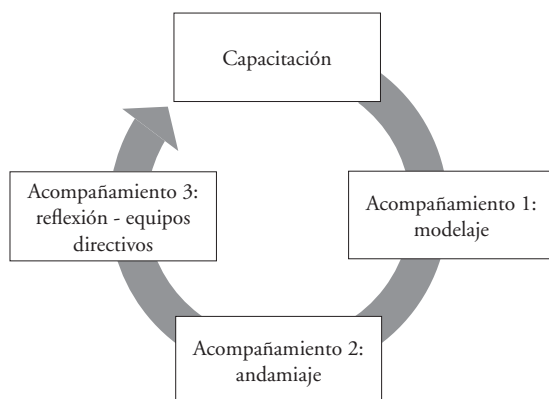 Capacitación
Acompañamiento 1:
modelaje
Acompañamiento 2:
andamiaje
Acompañamiento 3:
reflexión - equipos
directivos